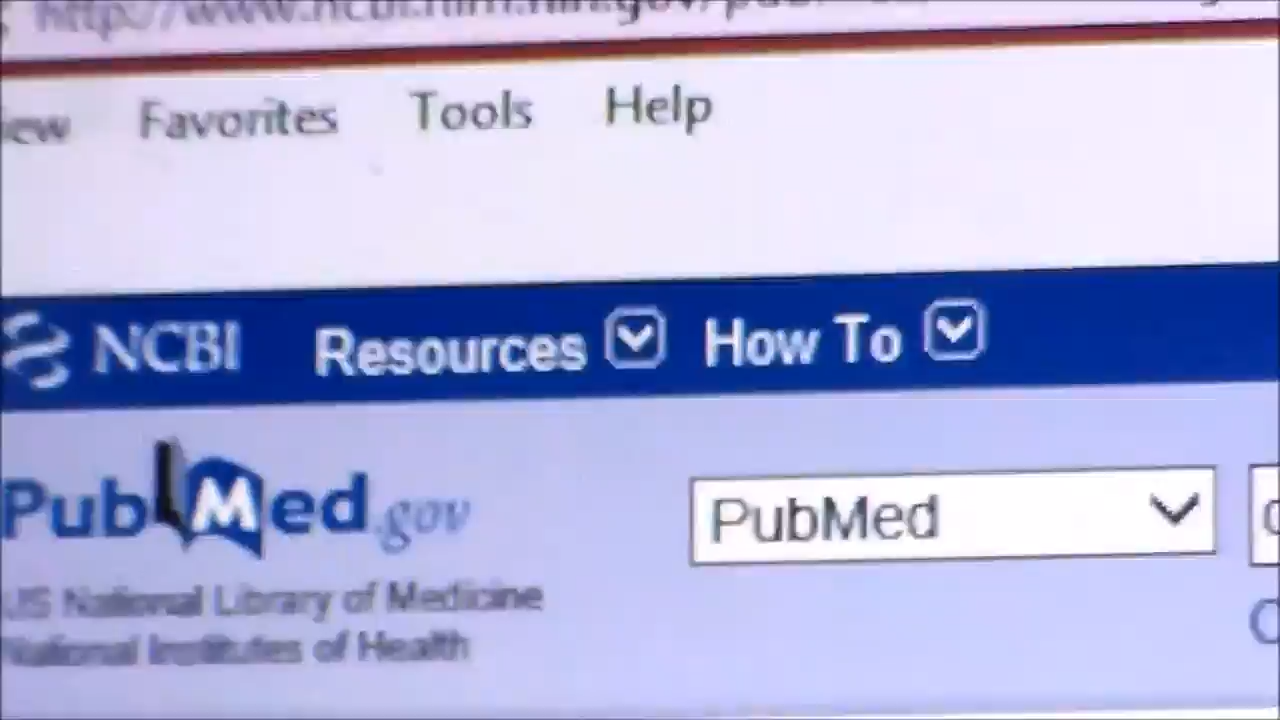 Favorites Tools Help
NCBI Resources How To
PubMed.gov PubMed
US National Library of Medicine
National Institutes of Health